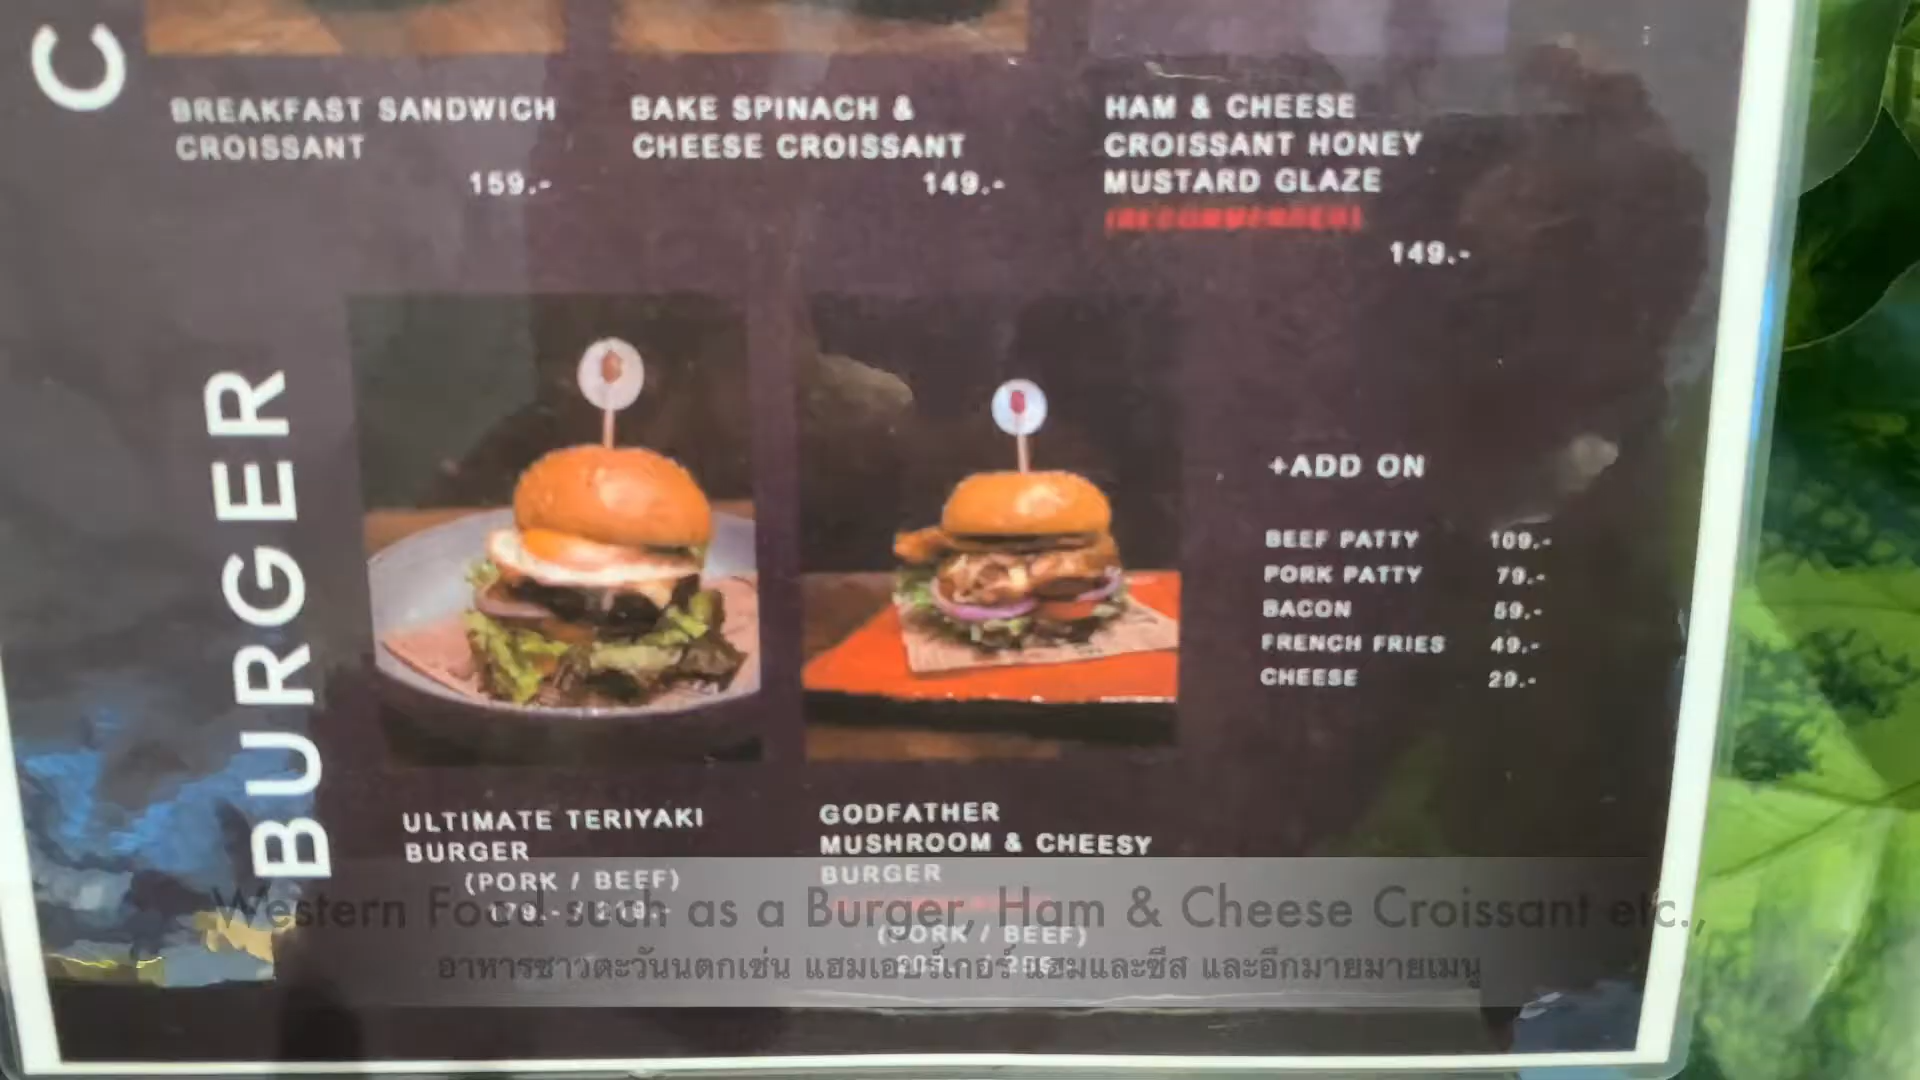 C
BREAKFAST SANDWICH
CROISSANT
159.-
BAKE SPINACH &
CHEESE CROISSANT
149.-
HAM & CHEESE
CROISSANT HONEY
MUSTARD GLAZE
(RECOMMENDED)
149.-
BURGER
+ADD ON
BEEF PATTY 109.-
PORK PATTY 79.-
BACON 59.-
FRENCH FRIES 49.-
CHEESE 29.-
ULTIMATE TERIYAKI
BURGER
(PORK / BEEF)
179.- / 219.-
GODFATHER
MUSHROOM & CHEESY
BURGER
(PORK / BEEF)
Western Food such as a Burger, Ham & Cheese Croissant etc.,
อาหารชาวตะวันนตกเช่น แฮมเอบร์เกอร์ แฮมและชีส และอีกมายมายเมนู